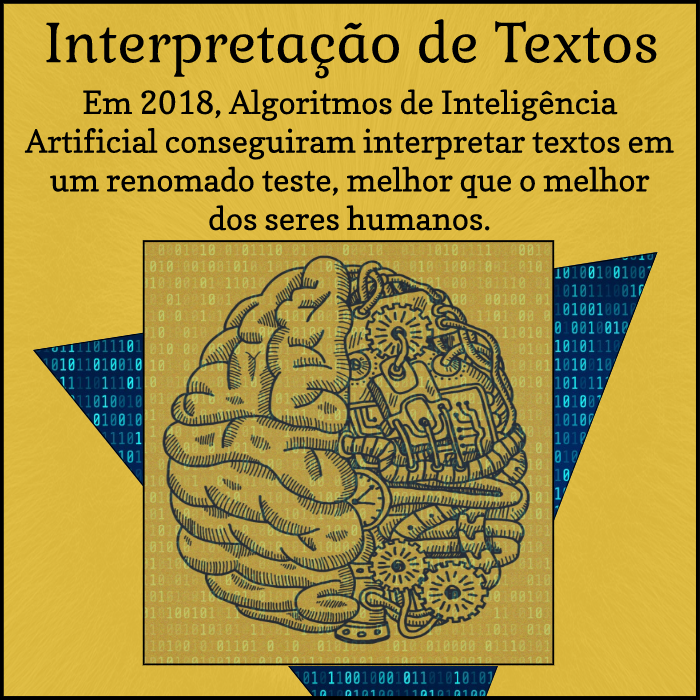 Interpretação de Textos
Em 2018, Algoritmos de Inteligência
Artificial conseguiram interpretar textos em
um renomado teste, melhor que o melhor
dos seres humanos.